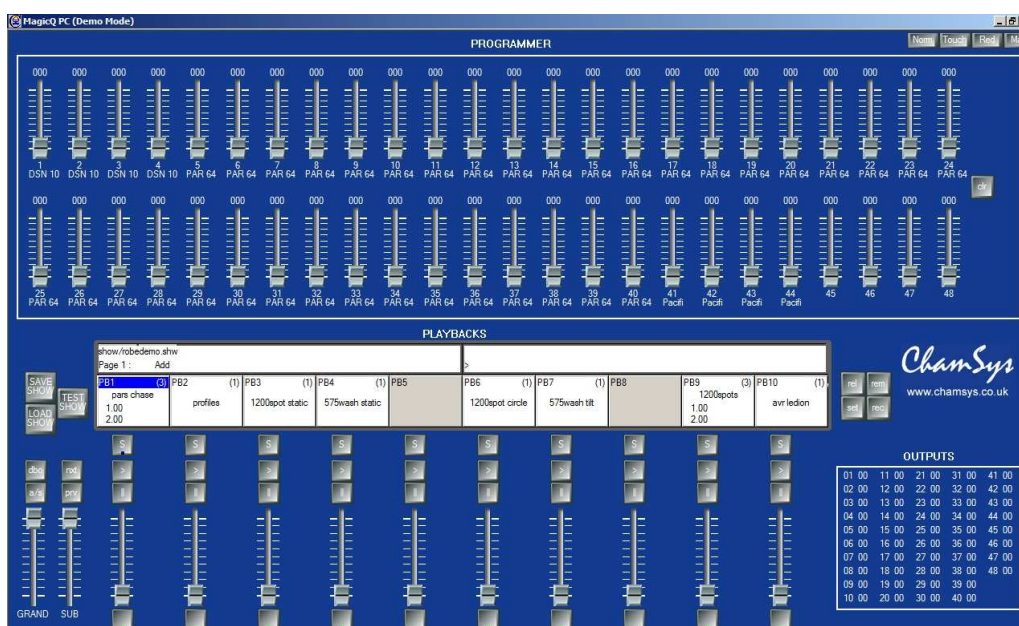 MagicQ PC (Demo Mode)
PROGRAMMER
Norm Touch Red
000 000 000 000 000 000 000 000 000 000 000 000 000 000 000 000 000 000 000 000 000 000 000 000
1 2 3 4 5 6 7 8 9 10 11 12 13 14 15 16 17 18 19 20 21 22 23 24
DSN 10 DSN 10 DSN 10 DSN 10 PAR 64 PAR 64 PAR 64 PAR 64 PAR 64 PAR 64 PAR 64 PAR 64 PAR 64 PAR 64 PAR 64 PAR 64 PAR 64 PAR 64 PAR 64 PAR 64 PAR 64 PAR 64 PAR 64 PAR 64
clr
000 000 000 000 000 000 000 000 000 000 000 000 000 000 000 000 000 000 000 000 000 000 000 000
25 26 27 28 29 30 31 32 33 34 35 36 37 38 39 40 41 42 43 44 45 46 47 48
PAR 64 PAR 64 PAR 64 PAR 64 PAR 64 PAR 64 PAR 64 PAR 64 PAR 64 PAR 64 PAR 64 PAR 64 PAR 64 PAR 64 PAR 64 PAR 64 Pacifi Pacifi Pacifi Pacifi
PLAYBACKS
show/robedemo.shw
Page 1 : Add >
SAVE SHOW
TEST SHOW
LOAD SHOW
PB1 (3) PB2 (1) PB3 (1) PB4 (1) PB5 PB6 (1) PB7 (1) PB8 PB9 (3) PB10 (1)
pars chase profiles 1200spot static 575wash static 1200spot circle 575wash tilt 1200spots avr ledion
1.00 1.00
2.00 2.00
rel rem
sel rec
ChamSys
www.chamsys.co.uk
S S S S S S S S S S
dbo nxt > > > > > > > > > >
a/s prv || || || || || || || || || ||
GRAND SUB
OUTPUTS
01 00 11 00 21 00 31 00 41 00
02 00 12 00 22 00 32 00 42 00
03 00 13 00 23 00 33 00 43 00
04 00 14 00 24 00 34 00 44 00
05 00 15 00 25 00 35 00 45 00
06 00 16 00 26 00 36 00 46 00
07 00 17 00 27 00 37 00 47 00
08 00 18 00 28 00 38 00 48 00
09 00 19 00 29 00 39 00
10 00 20 00 30 00 40 00